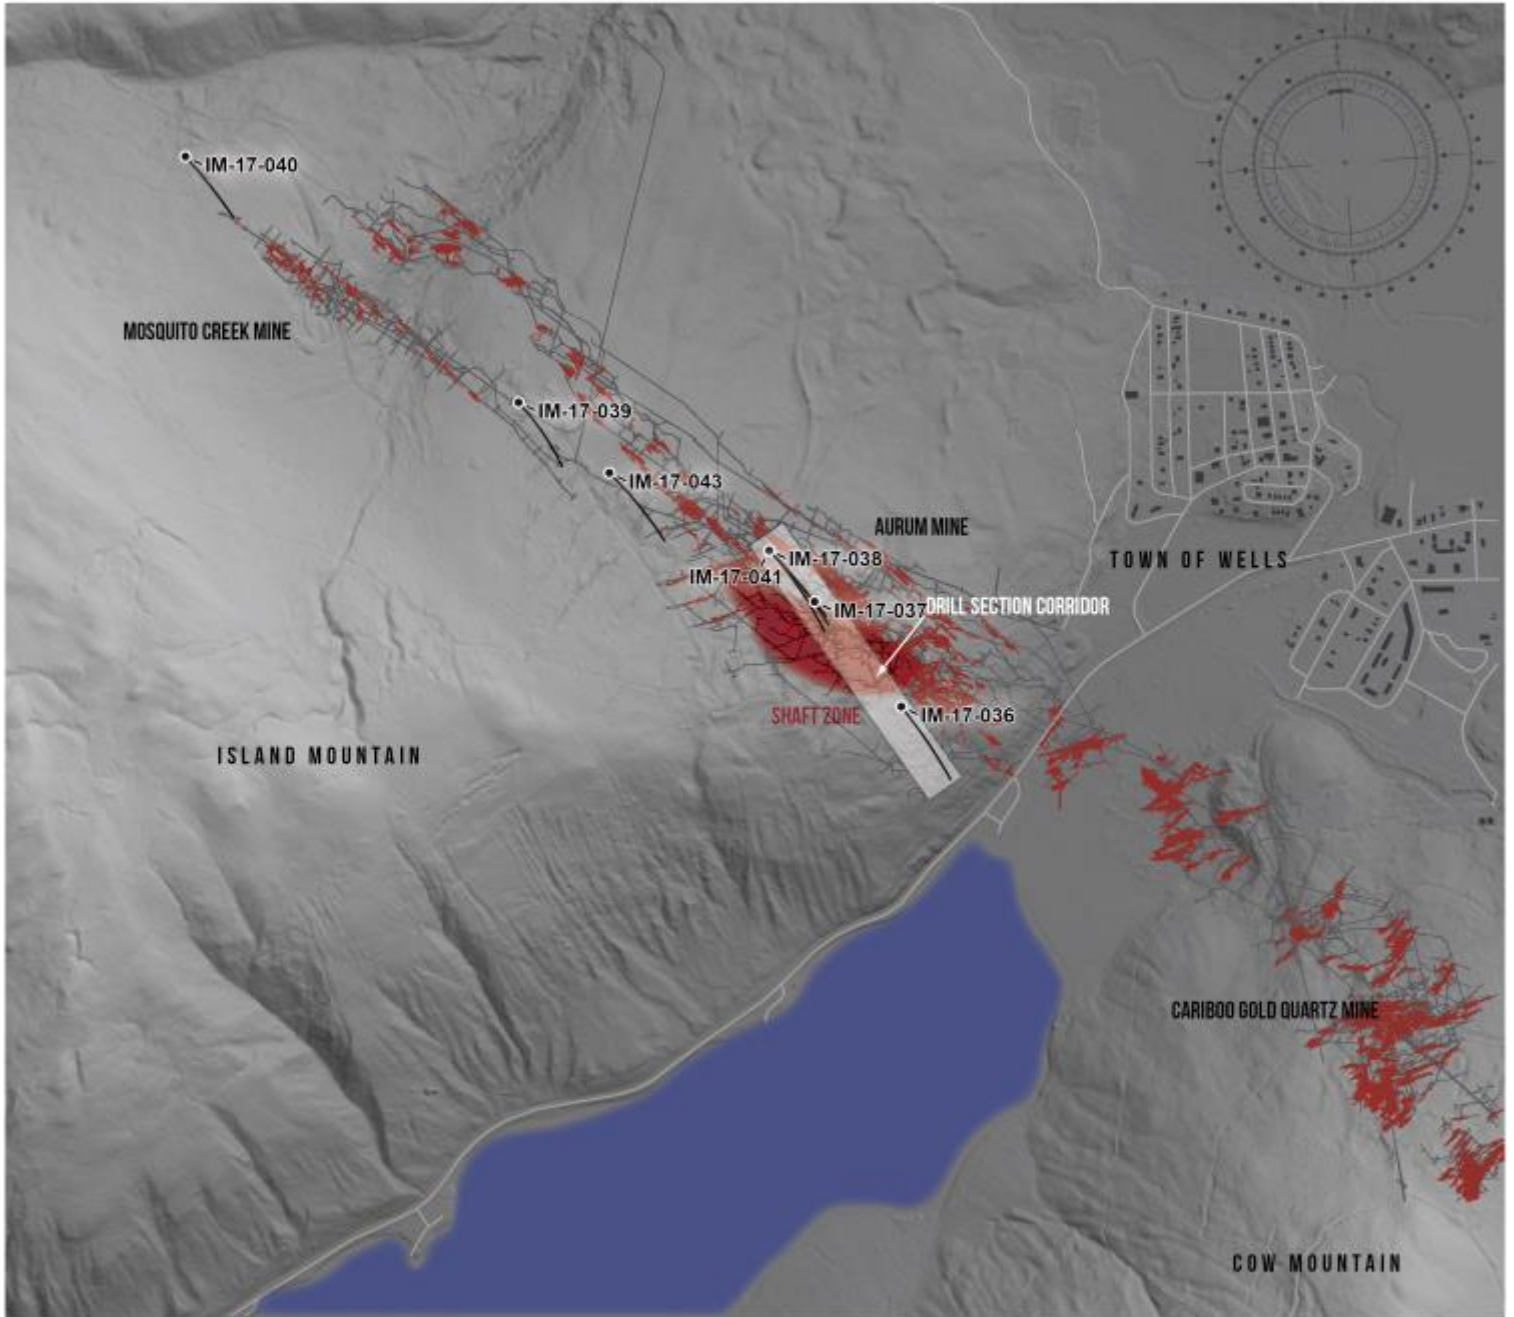 IM-17-040
MOSQUITO CREEK MINE
IM-17-039
IM-17-043
AURUM MINE
IM-17-038
TOWN OF WELLS
IM-17-041
IM-17-037
DRILL SECTION CORRIDOR
SHAFT ZONE
IM-17-036
ISLAND MOUNTAIN
CARIBOO GOLD QUARTZ MINE
COW MOUNTAIN